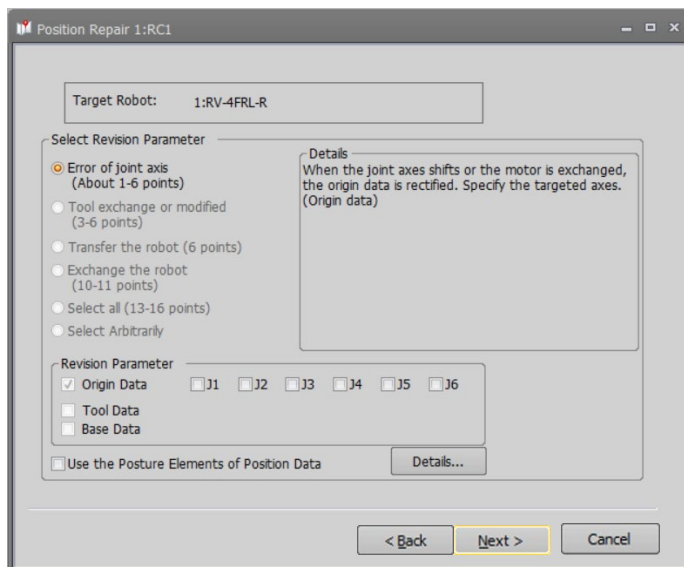 Position Repair 1:RC1
Target Robot: 1:RV-4FRL-R
Select Revision Parameter
Error of joint axis
(About 1-6 points)
Tool exchange or modified
(3-6 points)
Transfer the robot (6 points)
Exchange the robot
(10-11 points)
Select all (13-16 points)
Select Arbitrarily
Details
When the joint axes shifts or the motor is exchanged,
the origin data is rectified. Specify the targeted axes.
(Origin data)
Revision Parameter
Origin Data J1 J2 J3 J4 J5 J6
Tool Data
Base Data
Use the Posture Elements of Position Data Details...
< Back Next > Cancel